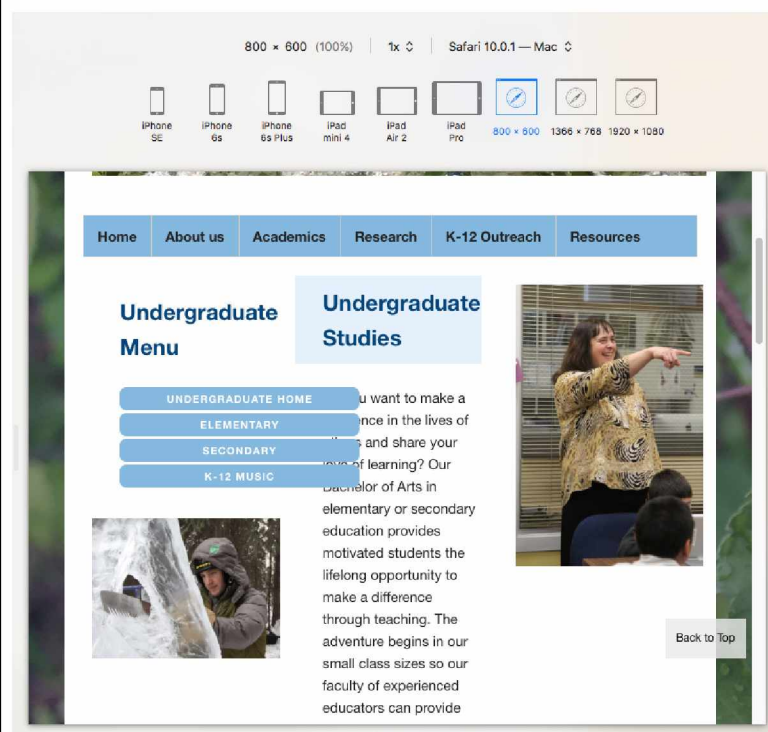 800 × 600 (100%) 1x Safari 10.0.1 — Mac
iPhone SE
iPhone 6s
iPhone 6s Plus
iPad mini 4
iPad Air 2
iPad Pro
800 × 600
1366 × 768
1920 × 1080
Home About us Academics Research K-12 Outreach Resources
Undergraduate
Menu
UNDERGRADUATE HOME
ELEMENTARY
SECONDARY
K-12 MUSIC
Undergraduate
Studies
want to make a
in the lives of
and share your
of learning? Our
Bachelor of Arts in
elementary or secondary
education provides
motivated students the
lifelong opportunity to
make a difference
through teaching. The
adventure begins in our
small class sizes so our
faculty of experienced
educators can provide
Back to Top